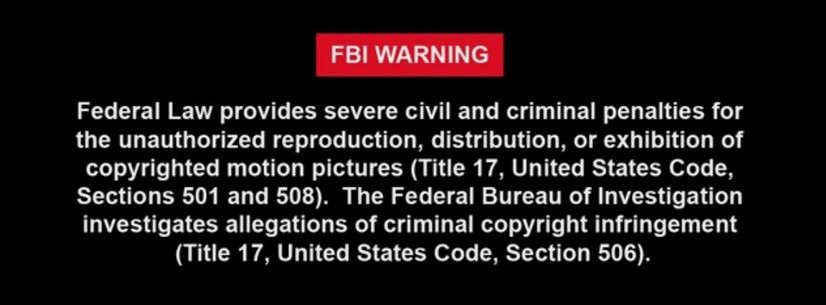 FBI WARNING
Federal Law provides severe civil and criminal penalties for
the unauthorized reproduction, distribution, or exhibition of
copyrighted motion pictures (Title 17, United States Code,
Sections 501 and 508).  The Federal Bureau of Investigation
investigates allegations of criminal copyright infringement
(Title 17, United States Code, Section 506).